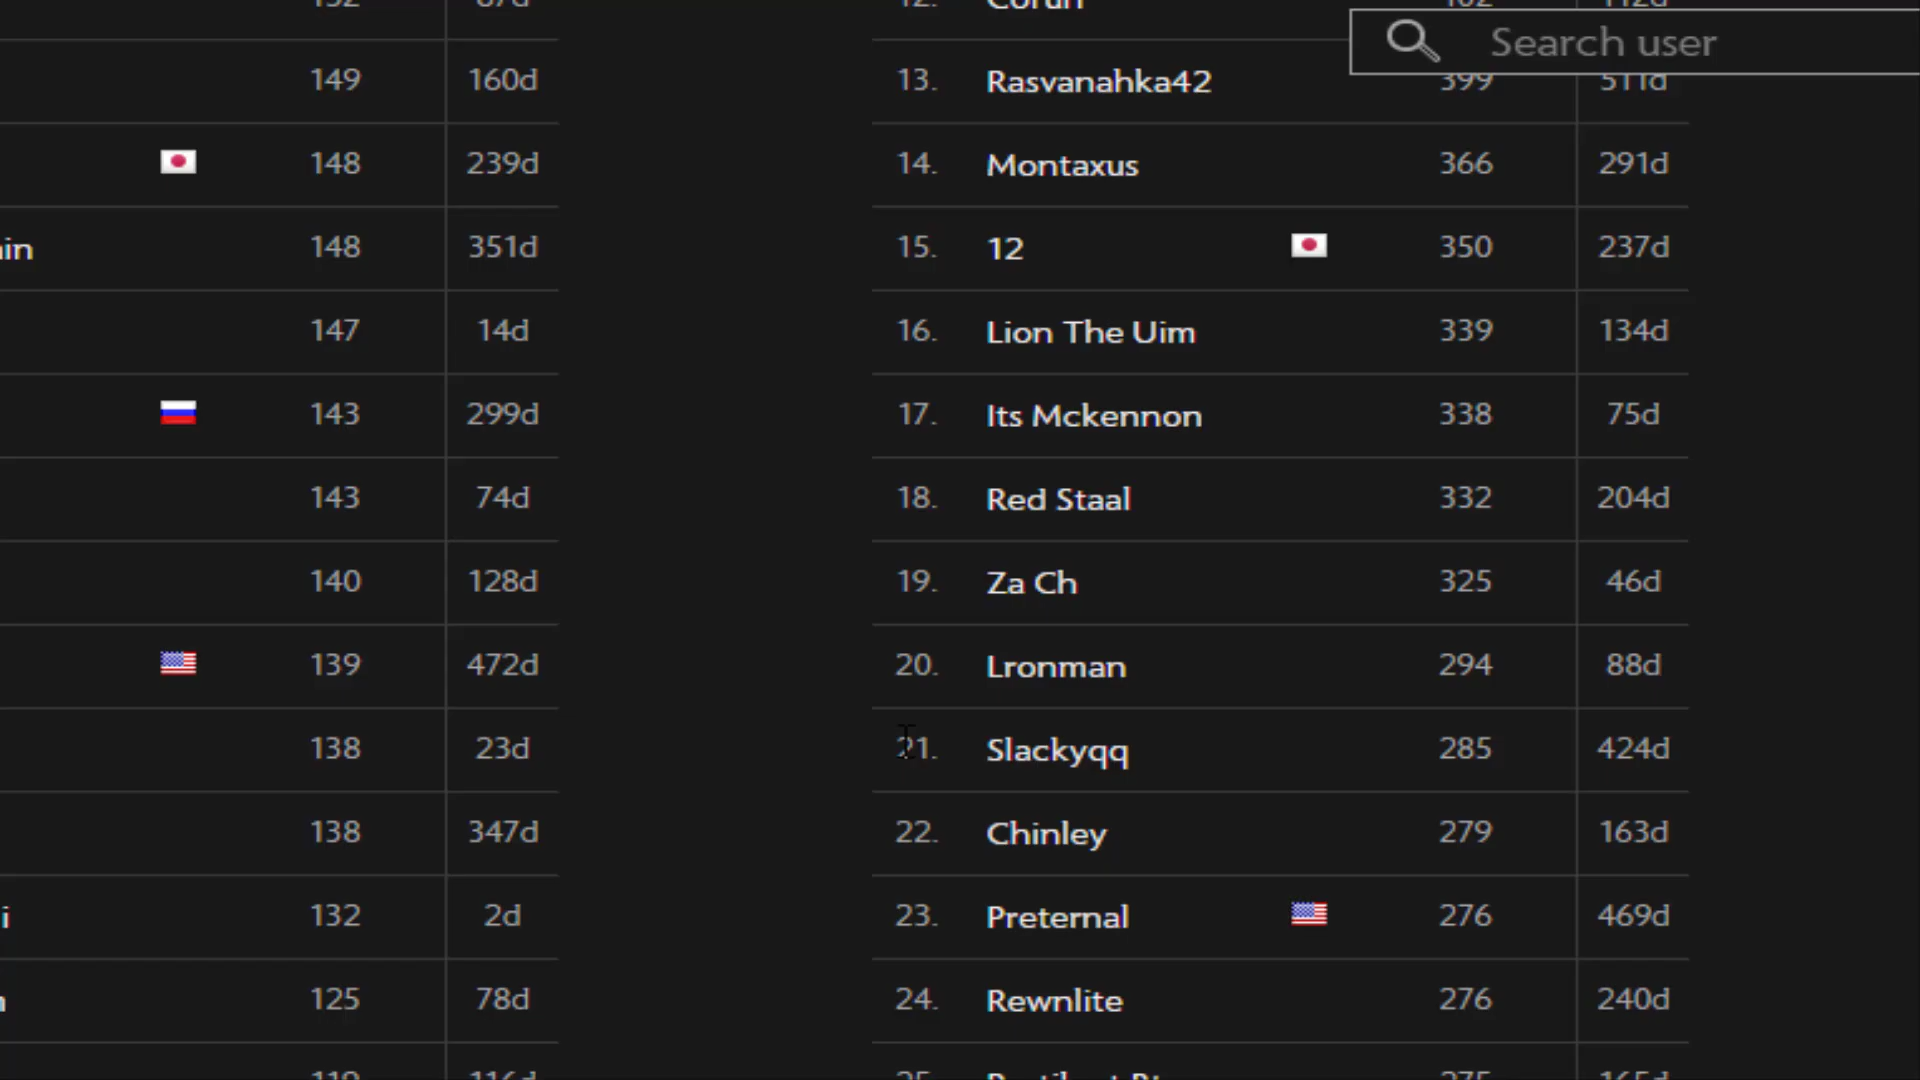 Search user
149 160d
148 239d
in 148 351d
147 14d
143 299d
143 74d
140 128d
139 472d
138 23d
138 347d
i 132 2d
125 78d
13. Rasvanahka42 399 511d
14. Montaxus 366 291d
15. 12 350 237d
16. Lion The Uim 339 134d
17. Its Mckennon 338 75d
18. Red Staal 332 204d
19. Za Ch 325 46d
20. Lronman 294 88d
21. Slackyqq 285 424d
22. Chinley 279 163d
23. Preternal 276 469d
24. Rewnlite 276 240d